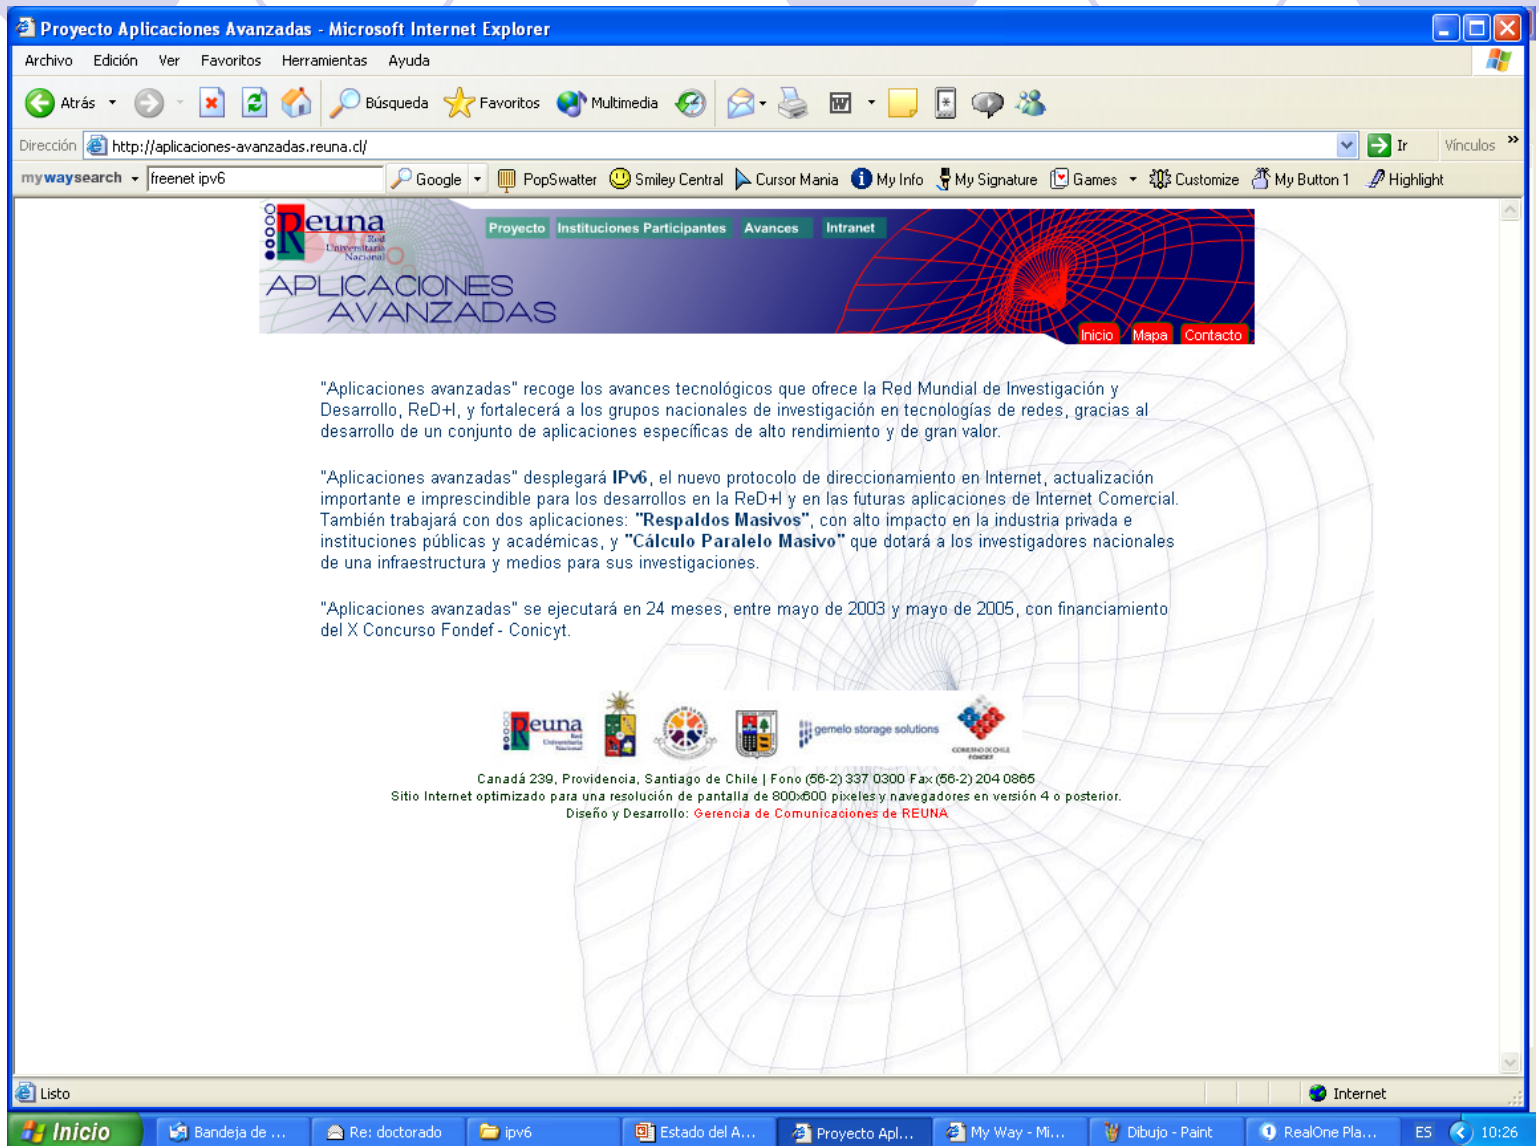 Proyecto Aplicaciones Avanzadas - Microsoft Internet Explorer
Archivo Edición Ver Favoritos Herramientas Ayuda
Atrás Búsqueda Favoritos Multimedia
Dirección http://aplicaciones-avanzadas.reuna.cl/ Ir Vínculos »
mywaysearch freenet ipv6 Google PopSwatter Smiley Central Cursor Mania My Info My Signature Games Customize My Button 1 Highlight
Reuna
Red
Universitaria
Nacional
Proyecto Instituciones Participantes Avances Intranet
APLICACIONES
AVANZADAS
Inicio Mapa Contacto
"Aplicaciones avanzadas" recoge los avances tecnológicos que ofrece la Red Mundial de Investigación y
Desarrollo, ReD+I, y fortalecerá a los grupos nacionales de investigación en tecnologías de redes, gracias al
desarrollo de un conjunto de aplicaciones específicas de alto rendimiento y de gran valor.
"Aplicaciones avanzadas" desplegará IPv6, el nuevo protocolo de direccionamiento en Internet, actualización
importante e imprescindible para los desarrollos en la ReD+I y en las futuras aplicaciones de Internet Comercial.
También trabajará con dos aplicaciones: "Respaldos Masivos", con alto impacto en la industria privada e
instituciones públicas y académicas, y "Cálculo Paralelo Masivo" que dotará a los investigadores nacionales
de una infraestructura y medios para sus investigaciones.
"Aplicaciones avanzadas" se ejecutará en 24 meses, entre mayo de 2003 y mayo de 2005, con financiamiento
del X Concurso Fondef - Conicyt.
Reuna
Red
Universitaria
Nacional
gemelo storage solutions
GOBIERNO DE CHILE
FONDEF
Canadá 239, Providencia, Santiago de Chile | Fono (56-2) 337 0300 Fax (56-2) 204 0865
Sitio Internet optimizado para una resolución de pantalla de 800x600 pixeles y navegadores en versión 4 o posterior.
Diseño y Desarrollo: Gerencia de Comunicaciones de REUNA
Listo Internet
Inicio Bandeja de ... Re: doctorado ipv6 Estado del A... Proyecto Apl... My Way - Mi... Dibujo - Paint RealOne Pla... ES 10:26